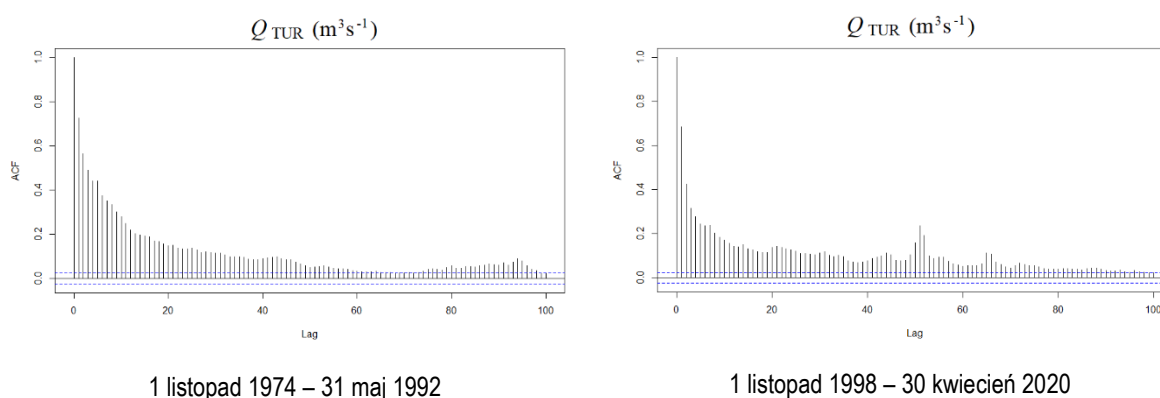 Q TUR (m³s⁻¹)
1.0
0.8
0.6
0.4
0.2
0.0
ACF
0 20 40 60 80 100
Lag
1 listopad 1974 – 31 maj 1992
Q TUR (m³s⁻¹)
1.0
0.8
0.6
0.4
0.2
0.0
ACF
0 20 40 60 80 100
Lag
1 listopad 1998 – 30 kwiecień 2020